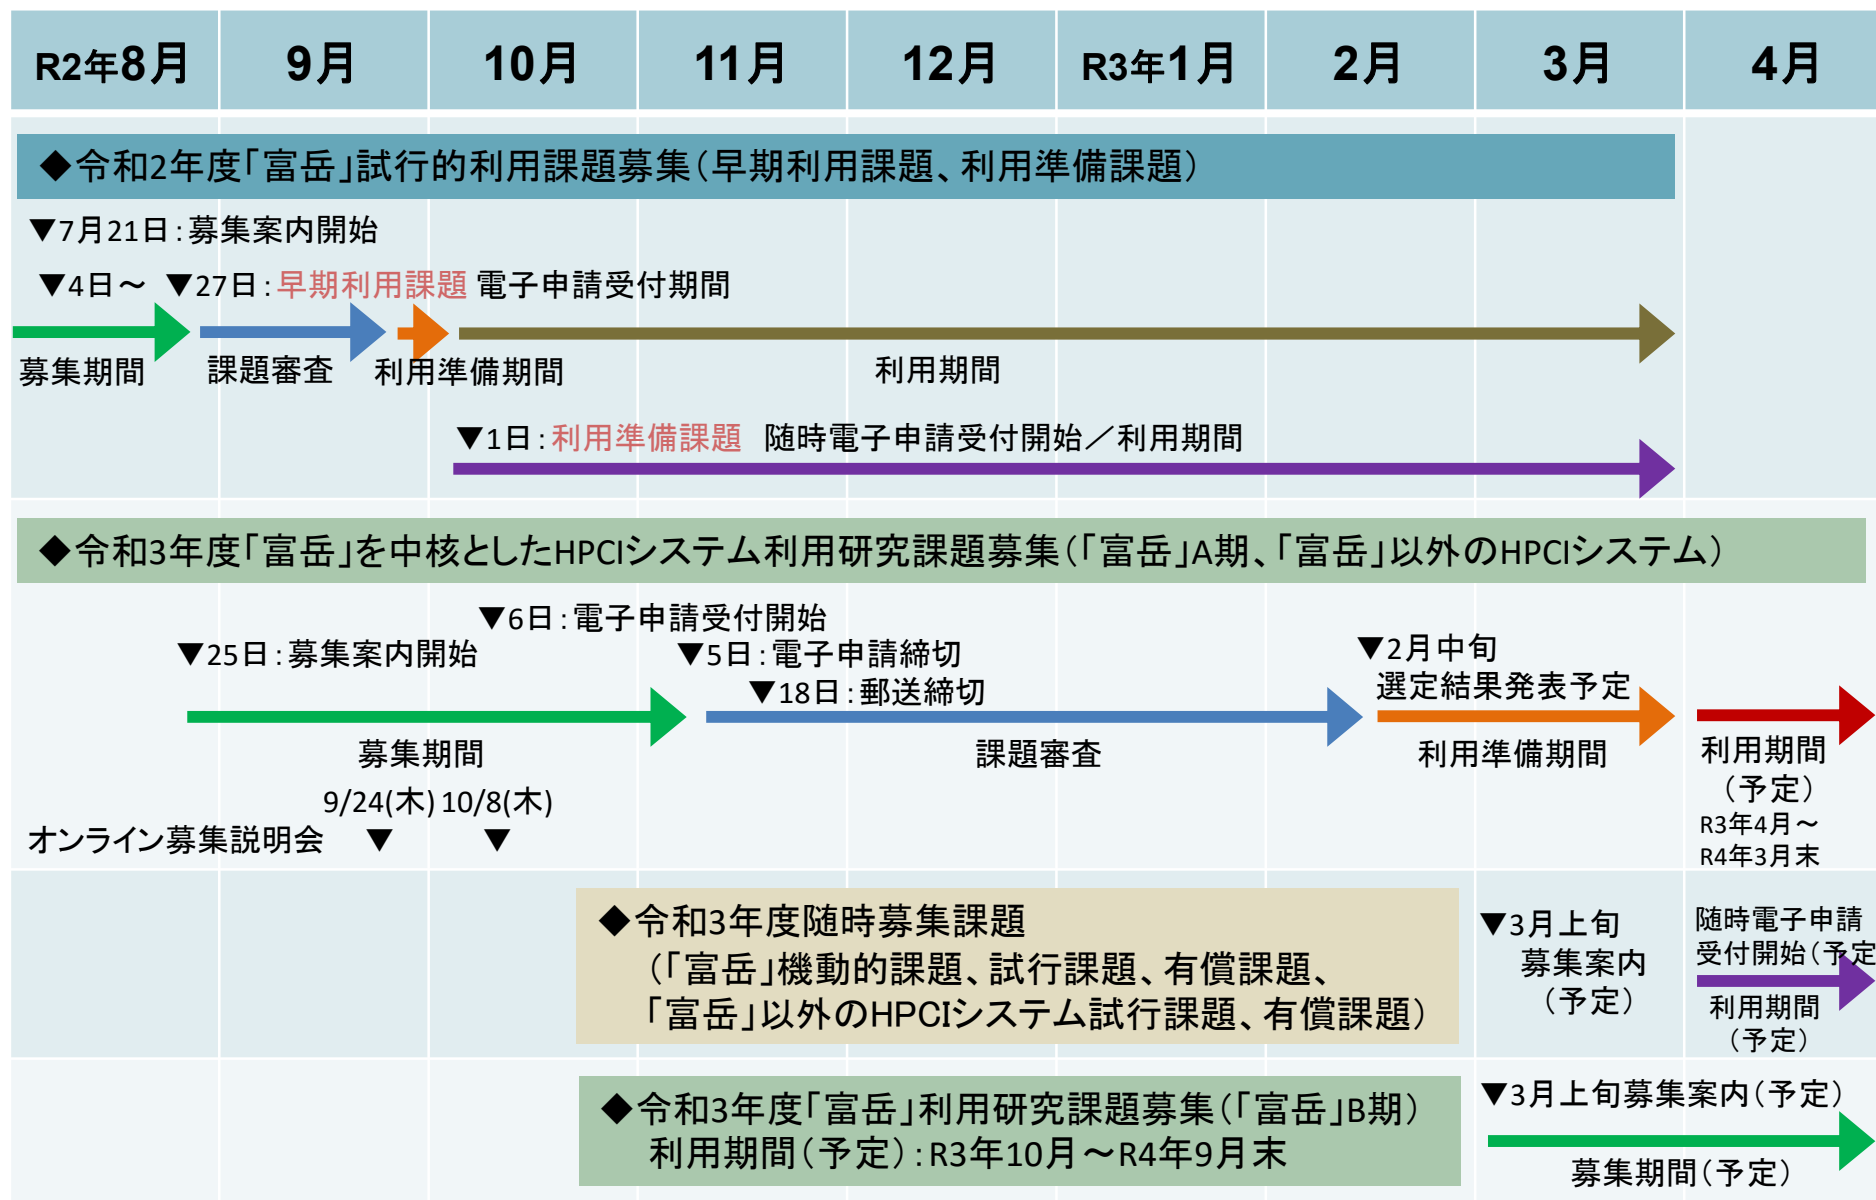 R2年8月 9月 10月 11月 12月 R3年1月 2月 3月 4月
◆令和2年度「富岳」試行的利用課題募集(早期利用課題、利用準備課題)
▼7月21日:募集案内開始
▼4日～ ▼27日:早期利用課題 電子申請受付期間
募集期間 課題審査 利用準備期間 利用期間
▼1日:利用準備課題 随時電子申請受付開始／利用期間
◆令和3年度「富岳」を中核としたHPCIシステム利用研究課題募集(「富岳」A期、「富岳」以外のHPCIシステム)
▼6日:電子申請受付開始
▼25日:募集案内開始 ▼5日:電子申請締切 ▼2月中旬
▼18日:郵送締切 選定結果発表予定
募集期間 課題審査 利用準備期間 利用期間
(予定)
R3年4月～
R4年3月末
9/24(木) 10/8(木)
オンライン募集説明会 ▼ ▼
◆令和3年度随時募集課題
(「富岳」機動的課題、試行課題、有償課題、
「富岳」以外のHPCIシステム試行課題、有償課題)
▼3月上旬
募集案内
(予定)
随時電子申請
受付開始(予定
利用期間
(予定)
◆令和3年度「富岳」利用研究課題募集(「富岳」B期)
利用期間(予定):R3年10月～R4年9月末
▼3月上旬募集案内(予定)
募集期間(予定)